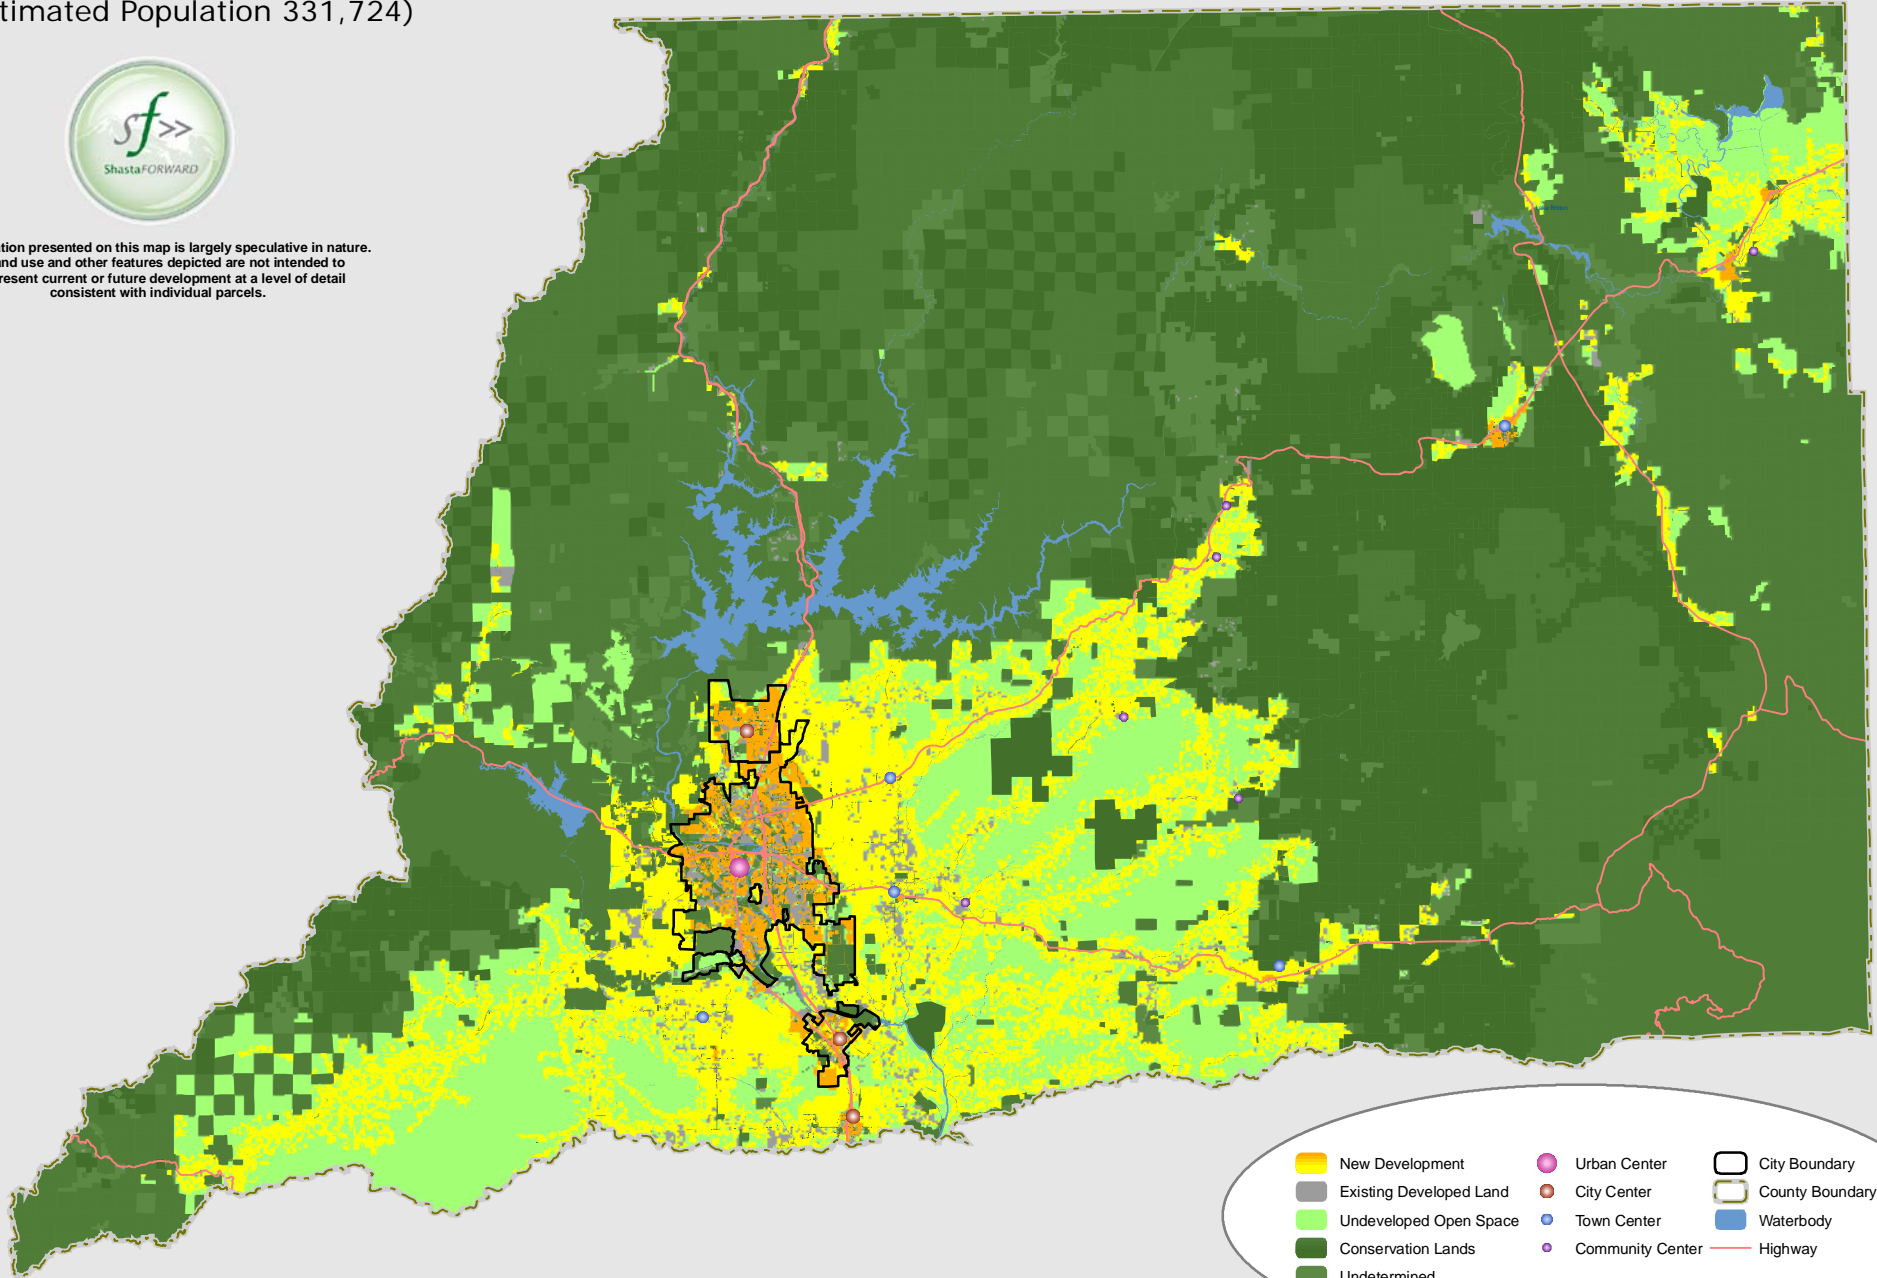 timated Population 331,724)
sf>>
ShastaFORWARD
tion presented on this map is largely speculative in nature.
nd use and other features depicted are not intended to
resent current or future development at a level of detail
consistent with individual parcels.
New Development
Existing Developed Land
Undeveloped Open Space
Conservation Lands
Undetermined
Urban Center
City Center
Town Center
Community Center
City Boundary
County Boundary
Waterbody
Highway